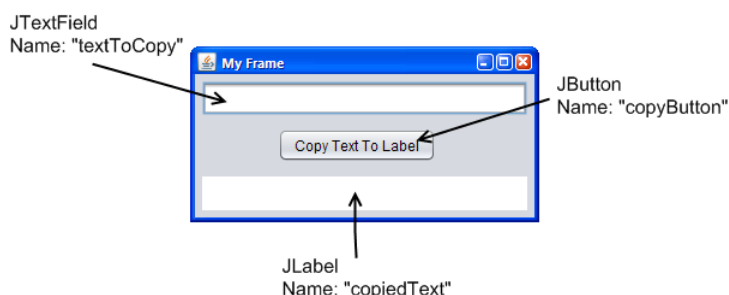 JTextField
Name: "textToCopy"
My Frame
JButton
Name: "copyButton"
Copy Text To Label
JLabel
Name: "copiedText"